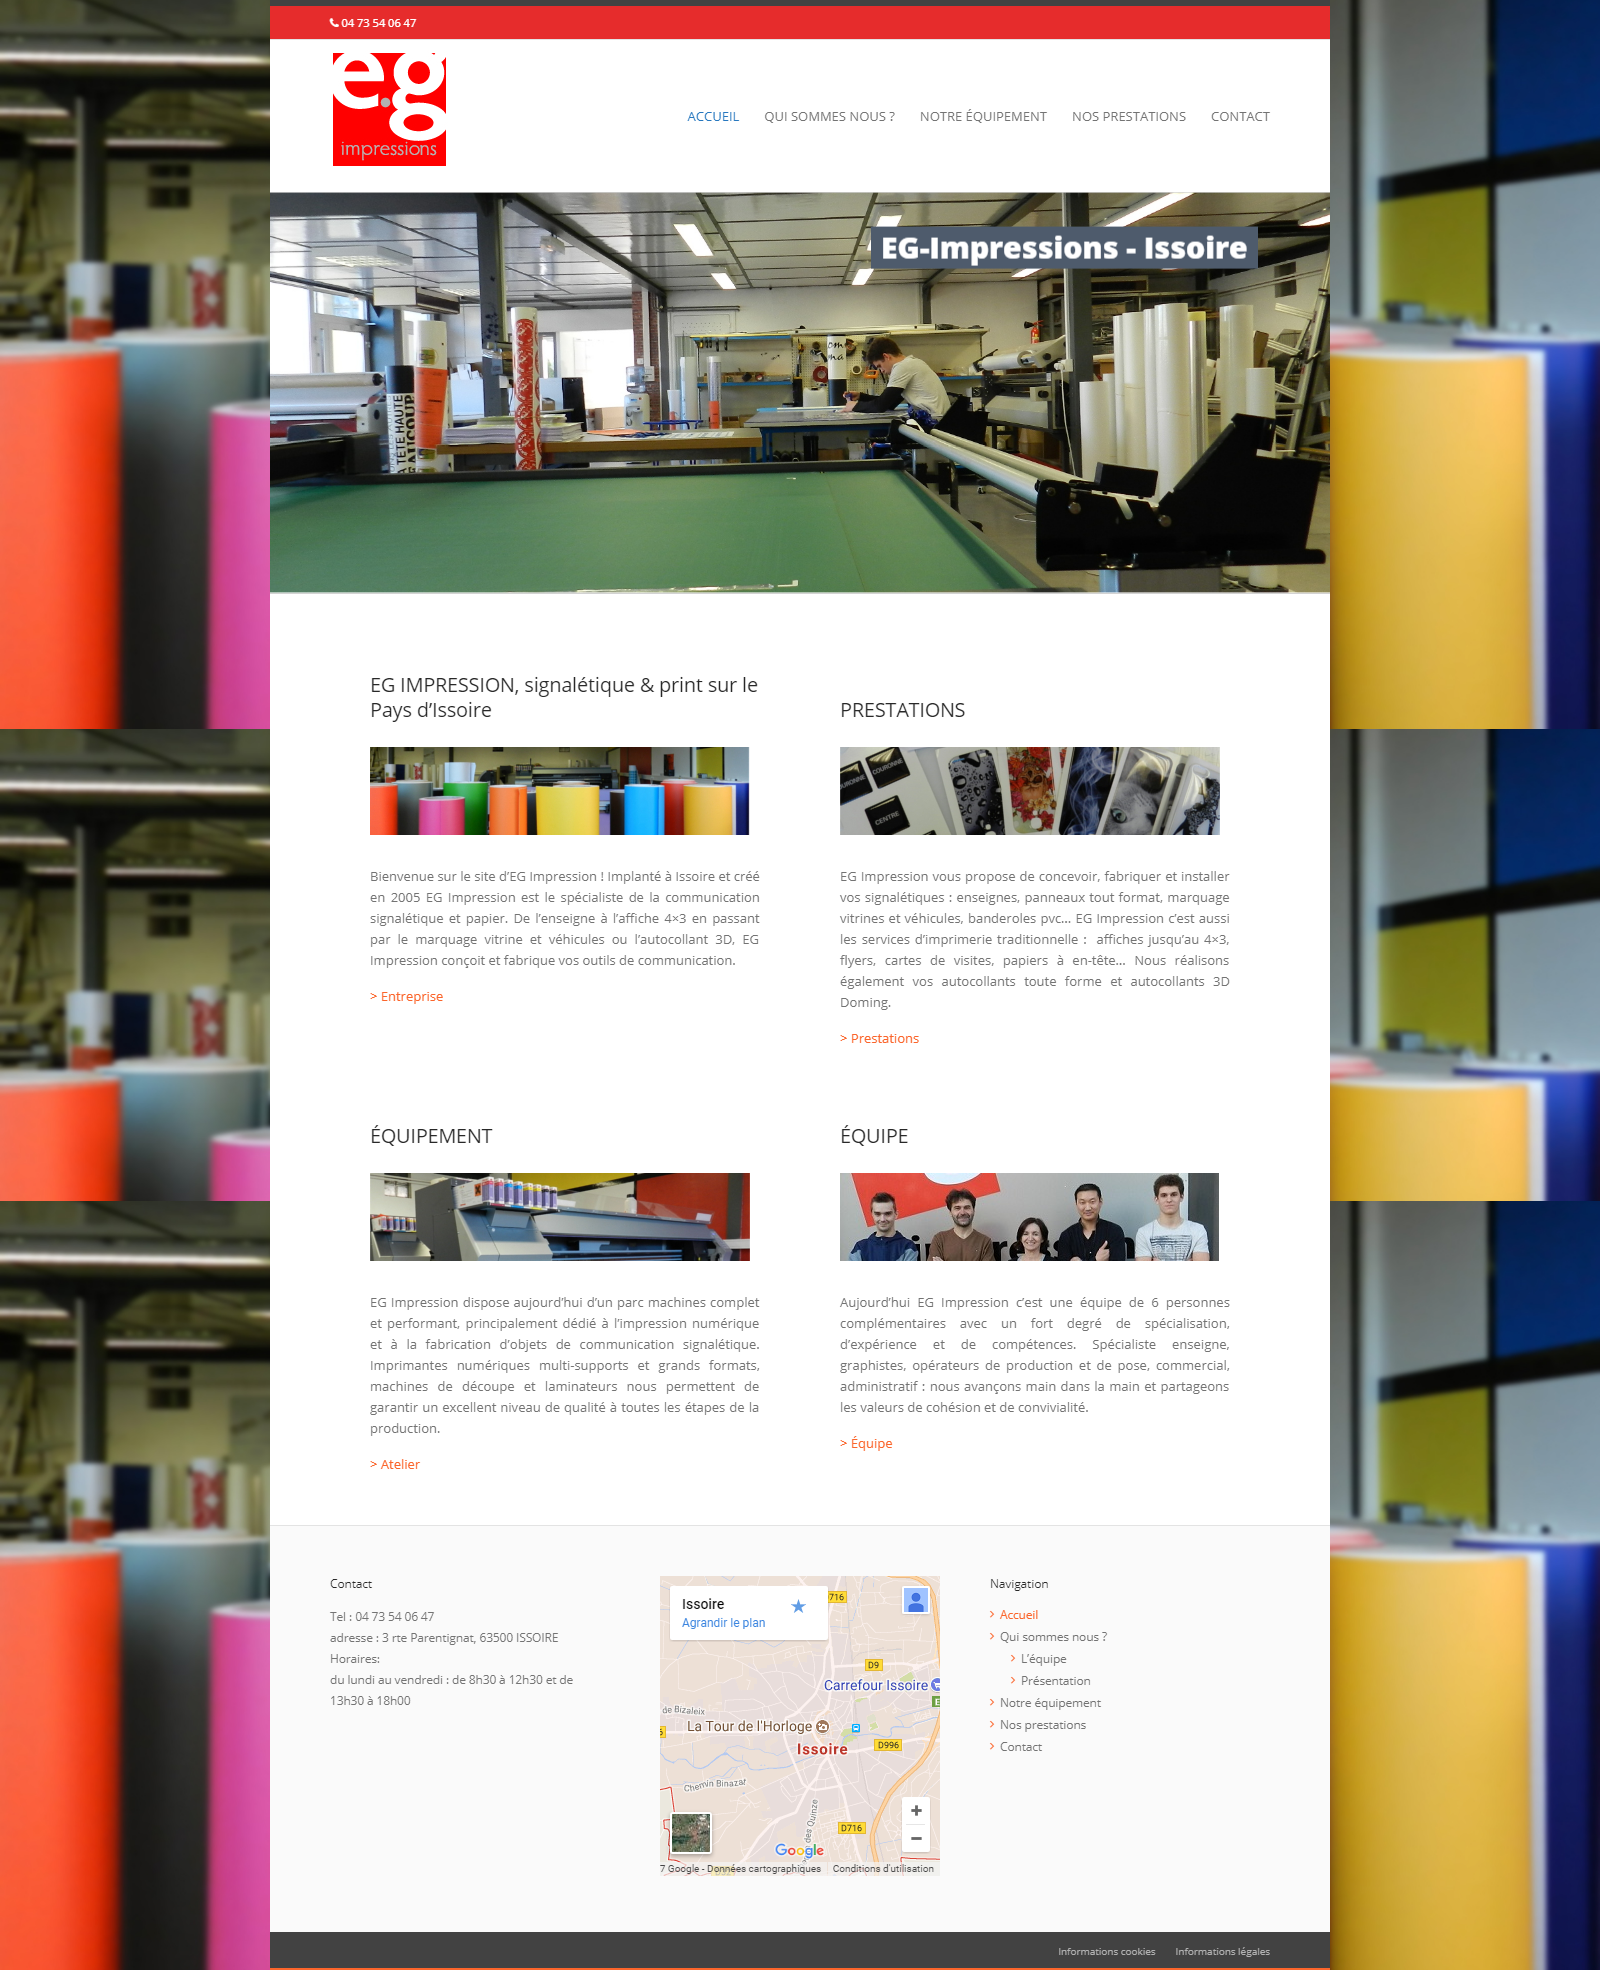 04 73 54 06 47
e.g
impressions
ACCUEIL QUI SOMMES NOUS ? NOTRE ÉQUIPEMENT NOS PRESTATIONS CONTACT
EG-Impressions - Issoire
TETE HAUTE
EG IMPRESSION, signalétique & print sur le
Pays d’Issoire
Bienvenue sur le site d’EG Impression ! Implanté à Issoire et créé
en 2005 EG Impression est le spécialiste de la communication
signalétique et papier. De l’enseigne à l’affiche 4×3 en passant
par le marquage vitrine et véhicules ou l’autocollant 3D, EG
Impression conçoit et fabrique vos outils de communication.
> Entreprise
PRESTATIONS
COURONNE
CENTRE
EG Impression vous propose de concevoir, fabriquer et installer
vos signalétiques : enseignes, panneaux tout format, marquage
vitrines et véhicules, banderoles pvc… EG Impression c’est aussi
les services d’imprimerie traditionnelle : affiches jusqu’au 4×3,
flyers, cartes de visites, papiers à en-tête… Nous réalisons
également vos autocollants toute forme et autocollants 3D
Doming.
> Prestations
ÉQUIPEMENT
EG Impression dispose aujourd’hui d’un parc machines complet
et performant, principalement dédié à l’impression numérique
et à la fabrication d’objets de communication signalétique.
Imprimantes numériques multi-supports et grands formats,
machines de découpe et laminateurs nous permettent de
garantir un excellent niveau de qualité à toutes les étapes de la
production.
> Atelier
ÉQUIPE
Aujourd’hui EG Impression c’est une équipe de 6 personnes
complémentaires avec un fort degré de spécialisation,
d’expérience et de compétences. Spécialiste enseigne,
graphistes, opérateurs de production et de pose, commercial,
administratif : nous avançons main dans la main et partageons
les valeurs de cohésion et de convivialité.
> Équipe
Contact
Tel : 04 73 54 06 47
adresse : 3 rte Parentignat, 63500 ISSOIRE
Horaires:
du lundi au vendredi : de 8h30 à 12h30 et de
13h30 à 18h00
Issoire
Agrandir le plan
716
D9
Carrefour Issoire
de Bizaleix
La Tour de l'Horloge
Issoire
D996
Chemin Binazat
des Quinze
D716
Google
7 Google - Données cartographiques Conditions d'utilisation
Navigation
Accueil
Qui sommes nous ?
L’équipe
Présentation
Notre équipement
Nos prestations
Contact
Informations cookies Informations légales